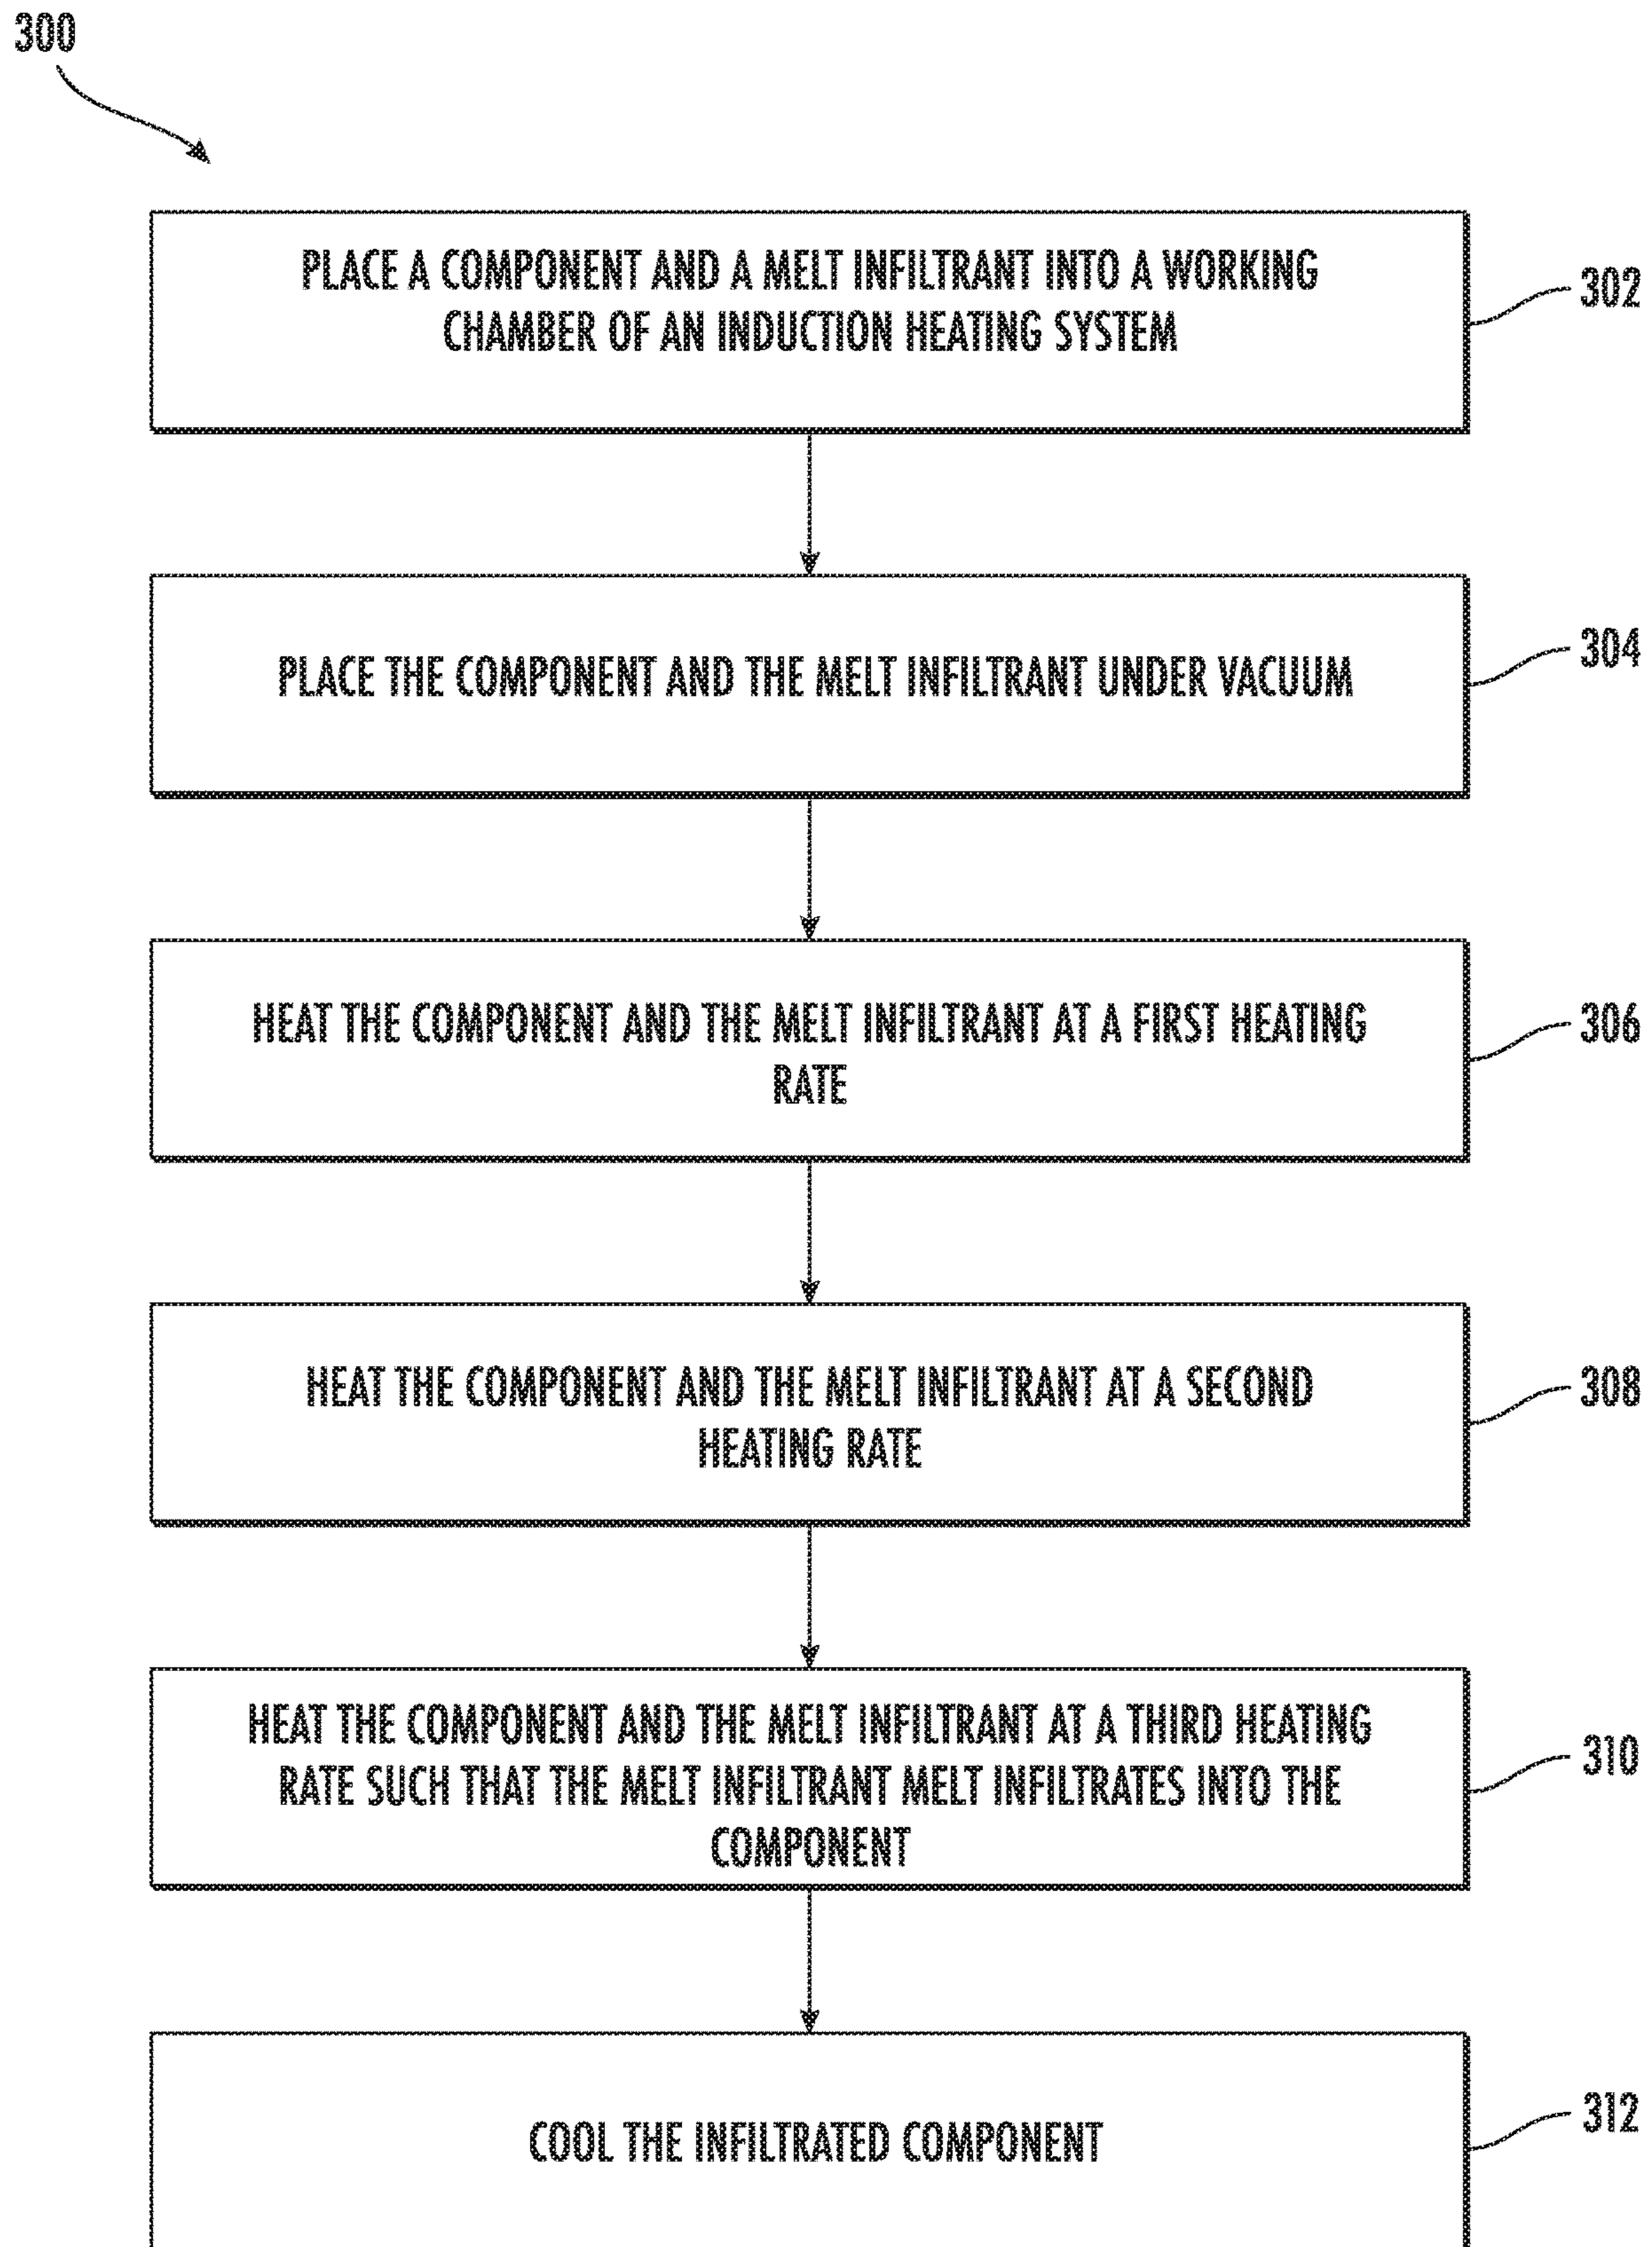 300
PLACE A COMPONENT AND A MELT INFILTRANT INTO A WORKING
CHAMBER OF AN INDUCTION HEATING SYSTEM
302
PLACE THE COMPONENT AND THE MELT INFILTRANT UNDER VACUUM
304
HEAT THE COMPONENT AND THE MELT INFILTRANT AT A FIRST HEATING
RATE
306
HEAT THE COMPONENT AND THE MELT INFILTRANT AT A SECOND
HEATING RATE
308
HEAT THE COMPONENT AND THE MELT INFILTRANT AT A THIRD HEATING
RATE SUCH THAT THE MELT INFILTRANT MELT INFILTRATES INTO THE
COMPONENT
310
COOL THE INFILTRATED COMPONENT
312